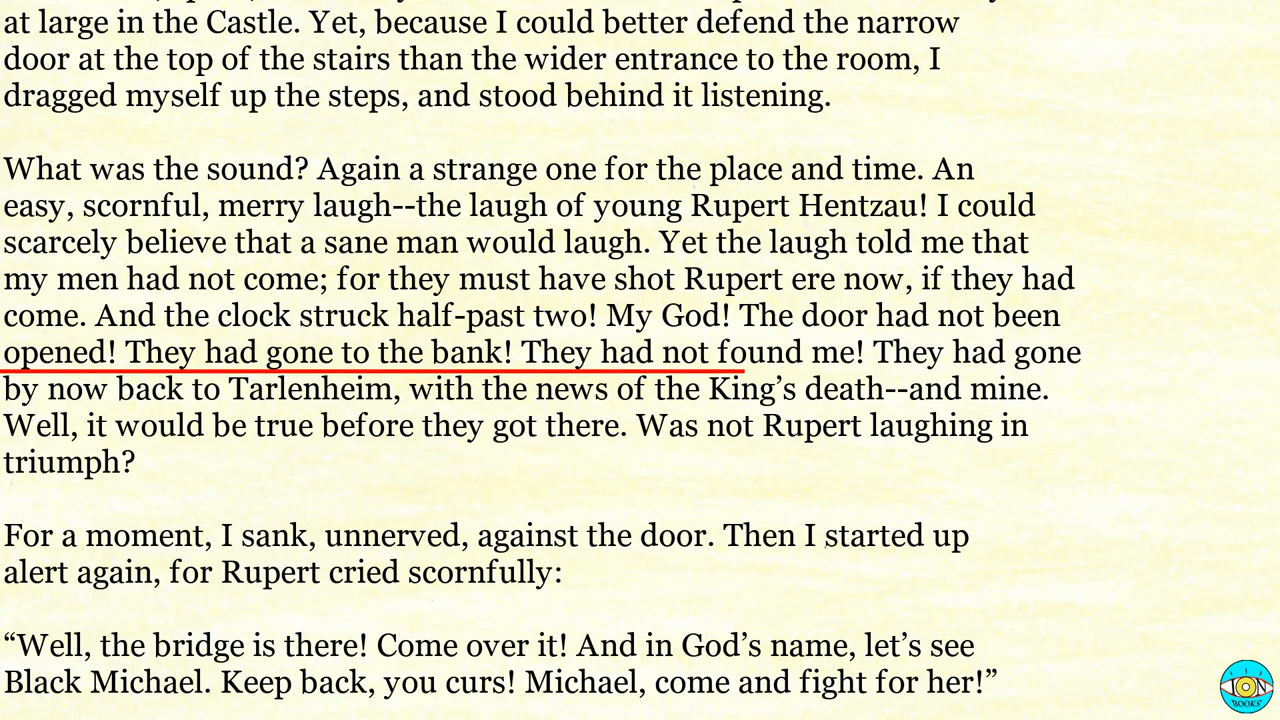 at large in the Castle. Yet, because I could better defend the narrow
door at the top of the stairs than the wider entrance to the room, I
dragged myself up the steps, and stood behind it listening.
What was the sound? Again a strange one for the place and time. An
easy, scornful, merry laugh--the laugh of young Rupert Hentzau! I could
scarcely believe that a sane man would laugh. Yet the laugh told me that
my men had not come; for they must have shot Rupert ere now, if they had
come. And the clock struck half-past two! My God! The door had not been
opened! They had gone to the bank! They had not found me! They had gone
by now back to Tarlenheim, with the news of the King’s death--and mine.
Well, it would be true before they got there. Was not Rupert laughing in
triumph?
For a moment, I sank, unnerved, against the door. Then I started up
alert again, for Rupert cried scornfully:
“Well, the bridge is there! Come over it! And in God’s name, let’s see
Black Michael. Keep back, you curs! Michael, come and fight for her!”
ION
BOOKS